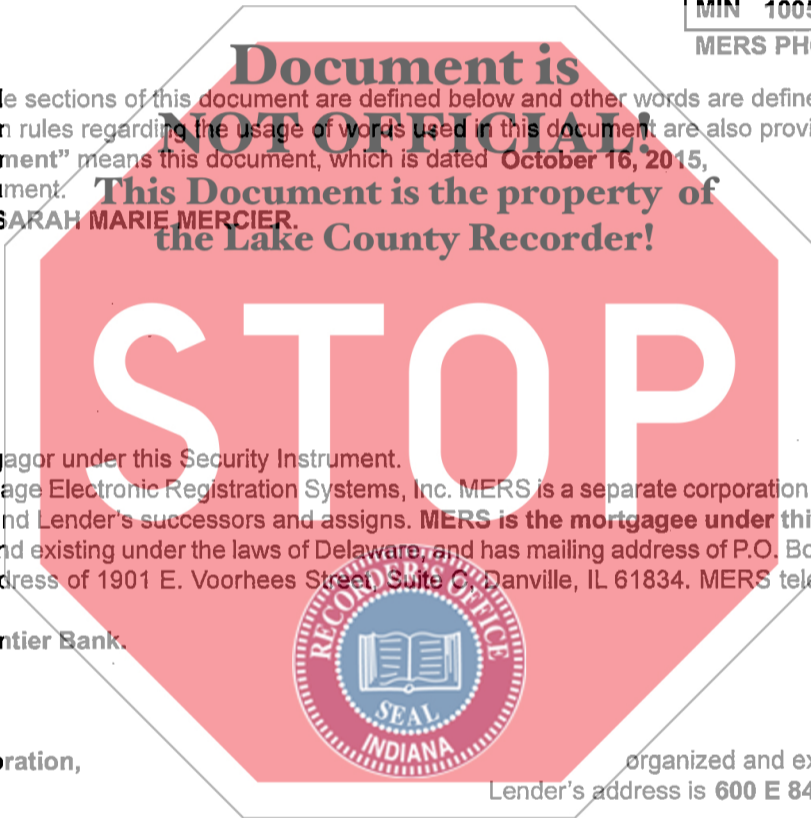 MIN 1005
MERS PH
Document is
e sections of this document are defined below and other words are define
NOT OFFICIAL!
n rules regarding the usage of words used in this document are also provi
ment” means this document, which is dated October 16, 2015,
ment.
This Document is the property of
SARAH MARIE MERCIER.
the Lake County Recorder!
STOP
agor under this Security Instrument.
age Electronic Registration Systems, Inc. MERS is a separate corporation
nd Lender's successors and assigns. MERS is the mortgagee under thi
nd existing under the laws of Delaware, and has mailing address of P.O. Bo
dress of 1901 E. Voorhees Street, Suite C, Danville, IL 61834. MERS tele
ntier Bank.
RECORDER'S OFFICE
SEAL
INDIANA
oration,
organized and ex
Lender's address is 600 E 84